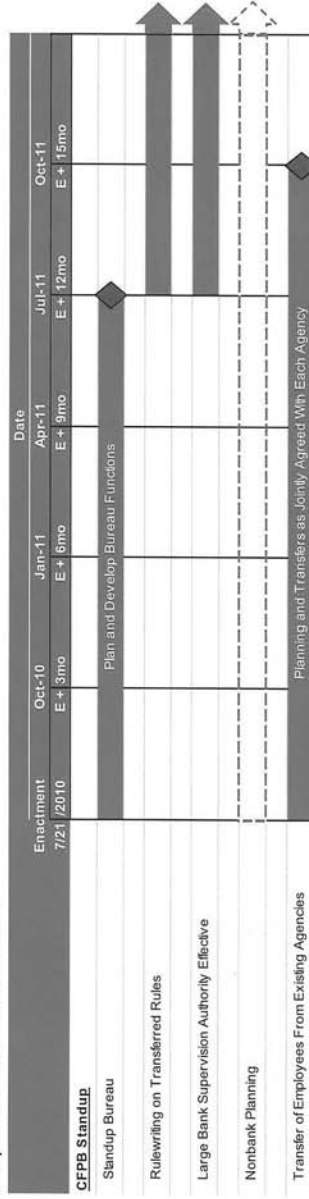 Date
Enactment Oct-10 Jan-11 Apr-11 Jul-11 Oct-11
7/21 /2010 E + 3mo E + 6mo E + 9mo E + 12mo E + 15mo
CFPB Standup
Standup Bureau
Plan and Develop Bureau Functions
Rulewriting on Transferred Rules
Large Bank Supervision Authority Effective
Nonbank Planning
Transfer of Employees From Existing Agencies
Planning and Transfers as Jointly Agreed With Each Agency